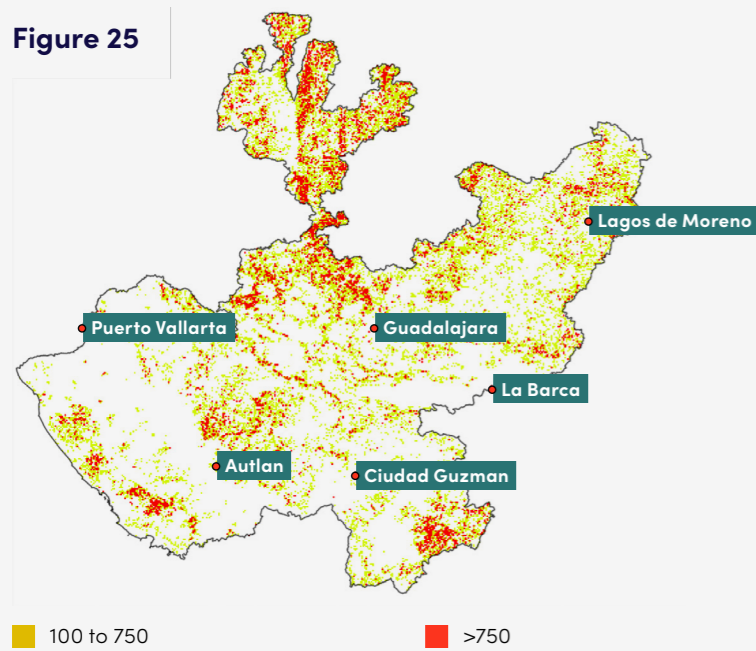 Figure 25
Lagos de Moreno
Puerto Vallarta
Guadalajara
La Barca
Autlan
Ciudad Guzman
100 to 750
>750